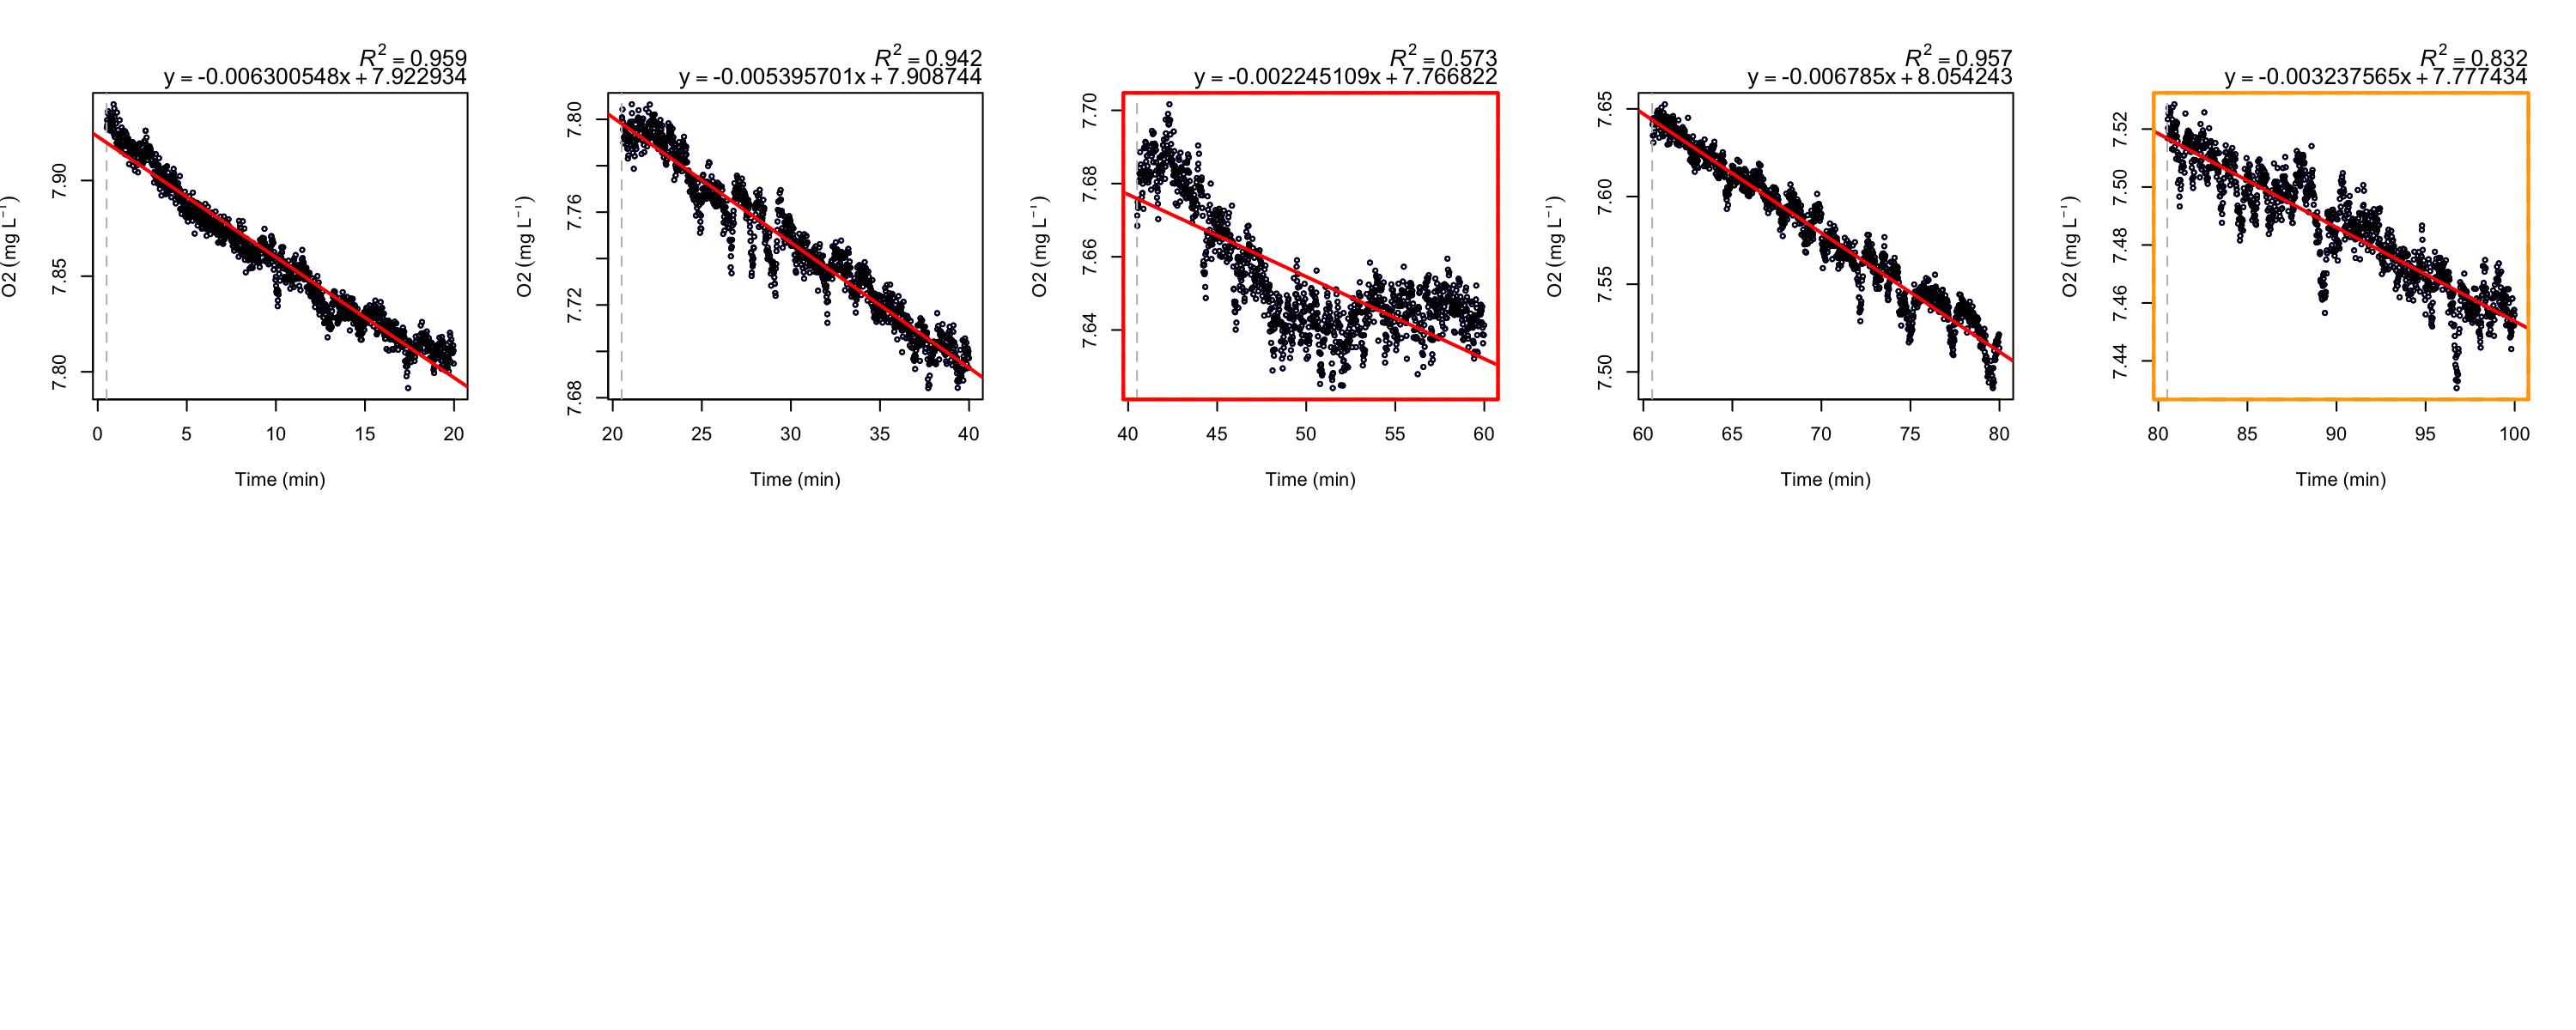 R² = 0.959
y = -0.006300548x + 7.922934
O2 (mg L⁻¹)
7.90
7.85
7.80
0 5 10 15 20
Time (min)
R² = 0.942
y = -0.005395701x + 7.908744
O2 (mg L⁻¹)
7.80
7.76
7.72
7.68
20 25 30 35 40
Time (min)
R² = 0.573
y = -0.002245109x + 7.766822
O2 (mg L⁻¹)
7.70
7.68
7.66
7.64
40 45 50 55 60
Time (min)
R² = 0.957
y = -0.006785x + 8.054243
O2 (mg L⁻¹)
7.65
7.60
7.55
7.50
60 65 70 75 80
Time (min)
R² = 0.832
y = -0.003237565x + 7.777434
O2 (mg L⁻¹)
7.52
7.50
7.48
7.46
7.44
80 85 90 95 100
Time (min)